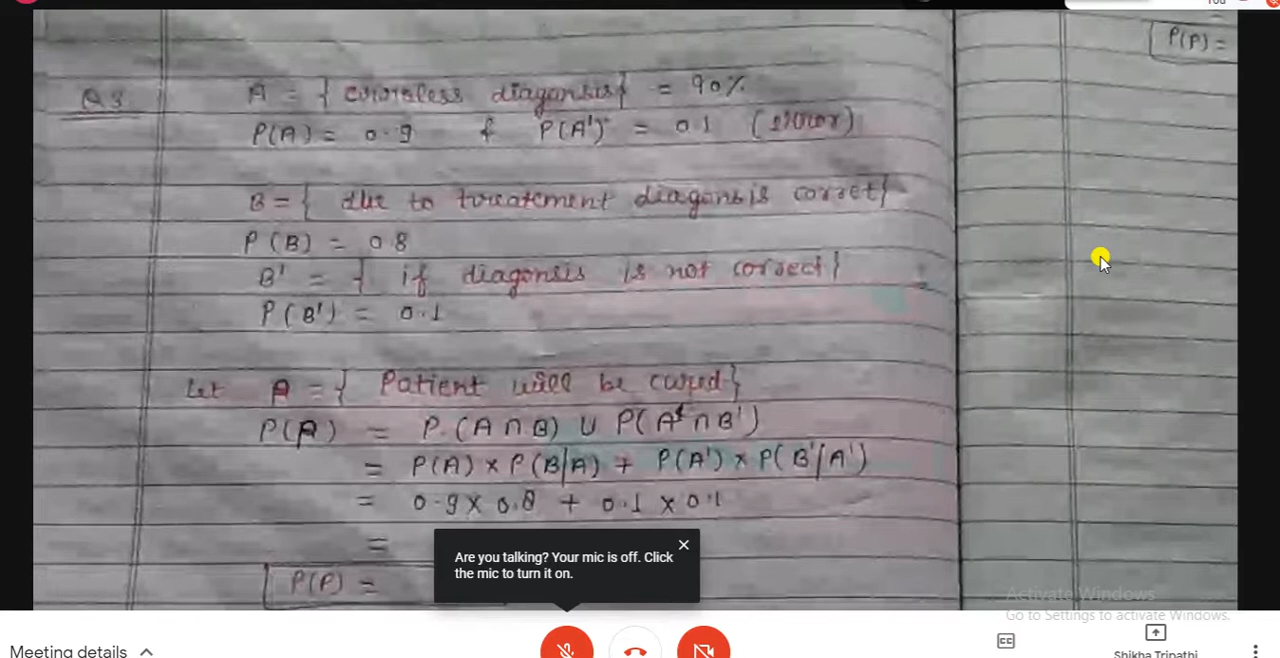 You
P(P) =
Q3 A = { errorless diagonsis} = 90%
P(A) = 0.9 & P(A') = 0.1 (error)
B = { due to treatement diagonsis correct}
P (B) = 0.8
B' = { if diagonsis is not correct}
P (B') = 0.1
Let P = { Patient will be cured}
P(P) = P.(A ∩ B) ∪ P(A' ∩ B')
= P(A) × P(B/A) + P(A') × P(B'/A')
= 0.9 × 0.8 + 0.1 × 0.1
=
P(P) =
Are you talking? Your mic is off. Click
the mic to turn it on.
Activate Windows
Go to Settings to activate Windows.
Meeting details
CC
Shikha Tripathi